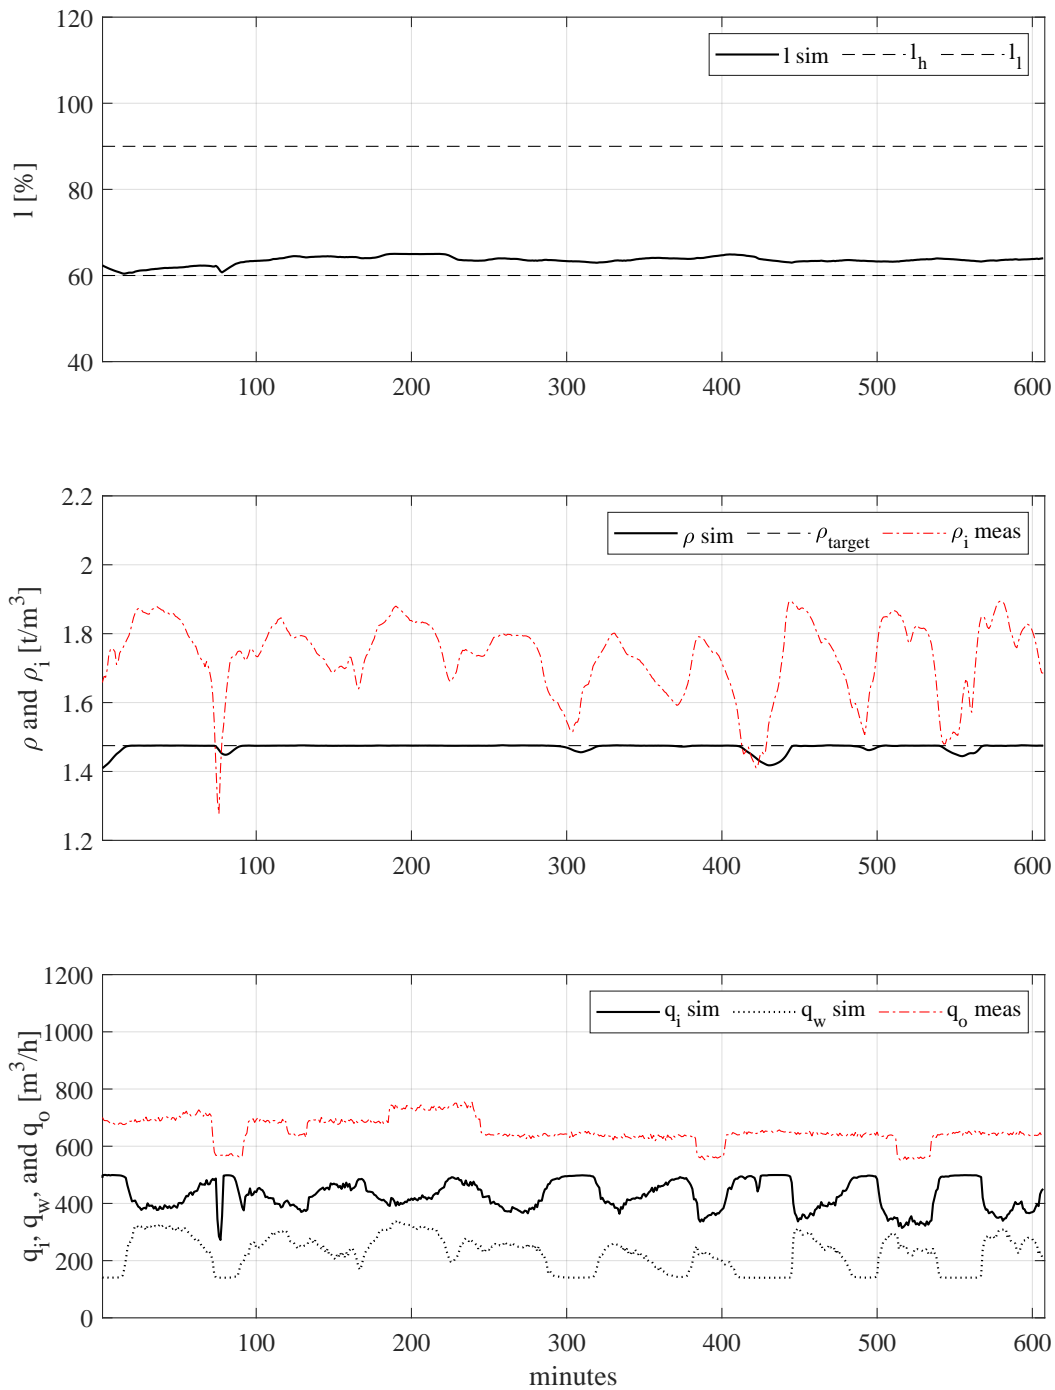 120
100
80
60
40
l [%]
l sim l_h l_l
100 200 300 400 500 600
2.2
2
1.8
1.6
1.4
1.2
ρ and ρ_i [t/m^3]
ρ sim ρ_target ρ_i meas
100 200 300 400 500 600
1200
1000
800
600
400
200
0
q_i, q_w, and q_o [m^3/h]
q_i sim q_w sim q_o meas
100 200 300 400 500 600
minutes